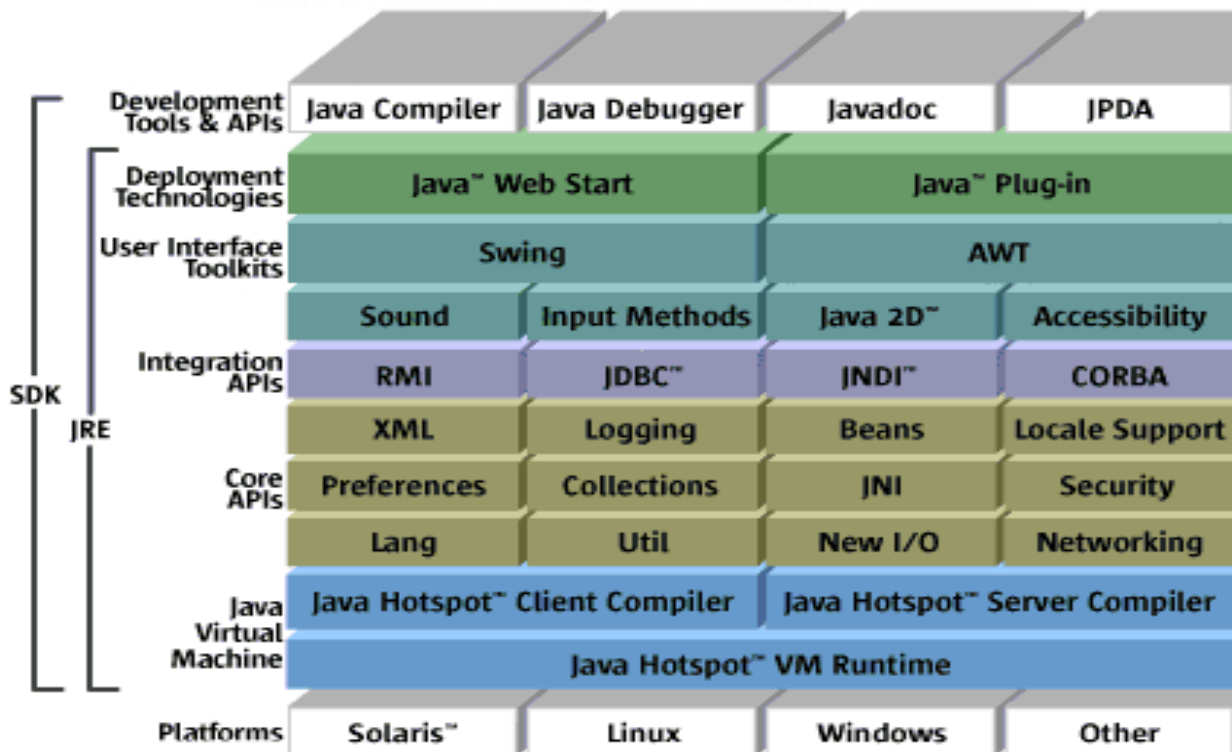 Development
Tools & APIs
Java Compiler
Java Debugger
Javadoc
JPDA
Deployment
Technologies
Java™ Web Start
Java™ Plug-in
User Interface
Toolkits
Swing
AWT
Sound
Input Methods
Java 2D™
Accessibility
Integration
APIs
RMI
JDBC™
JNDI™
CORBA
SDK
JRE
XML
Logging
Beans
Locale Support
Core
APIs
Preferences
Collections
JNI
Security
Lang
Util
New I/O
Networking
Java
Virtual
Machine
Java Hotspot™ Client Compiler
Java Hotspot™ Server Compiler
Java Hotspot™ VM Runtime
Platforms
Solaris™
Linux
Windows
Other